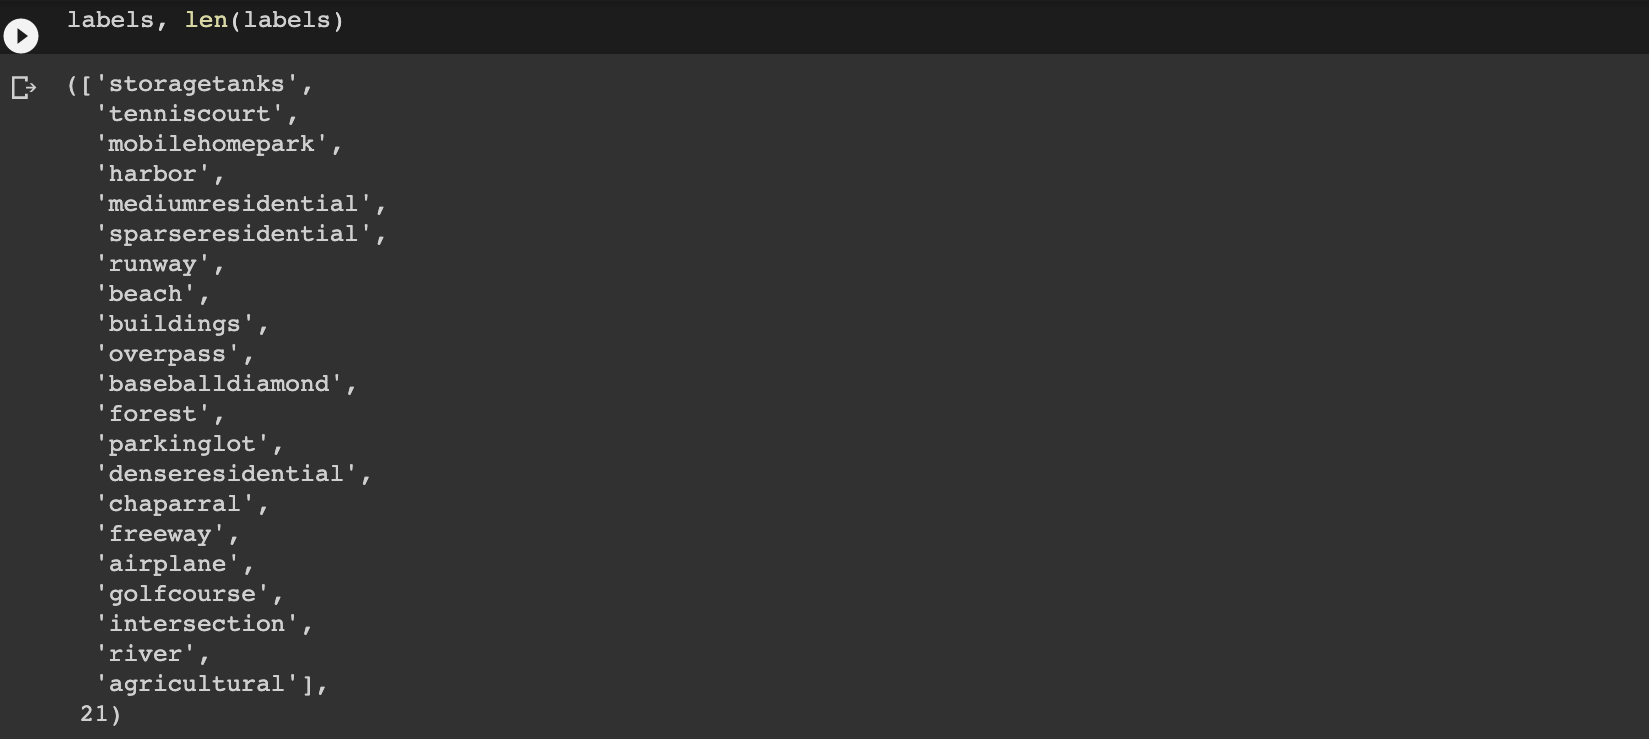 labels, len(labels)
(['storagetanks',
'tenniscourt',
'mobilehomepark',
'harbor',
'mediumresidential',
'sparseresidential',
'runway',
'beach',
'buildings',
'overpass',
'baseballdiamond',
'forest',
'parkinglot',
'denseresidential',
'chaparral',
'freeway',
'airplane',
'golfcourse',
'intersection',
'river',
'agricultural'],
21)